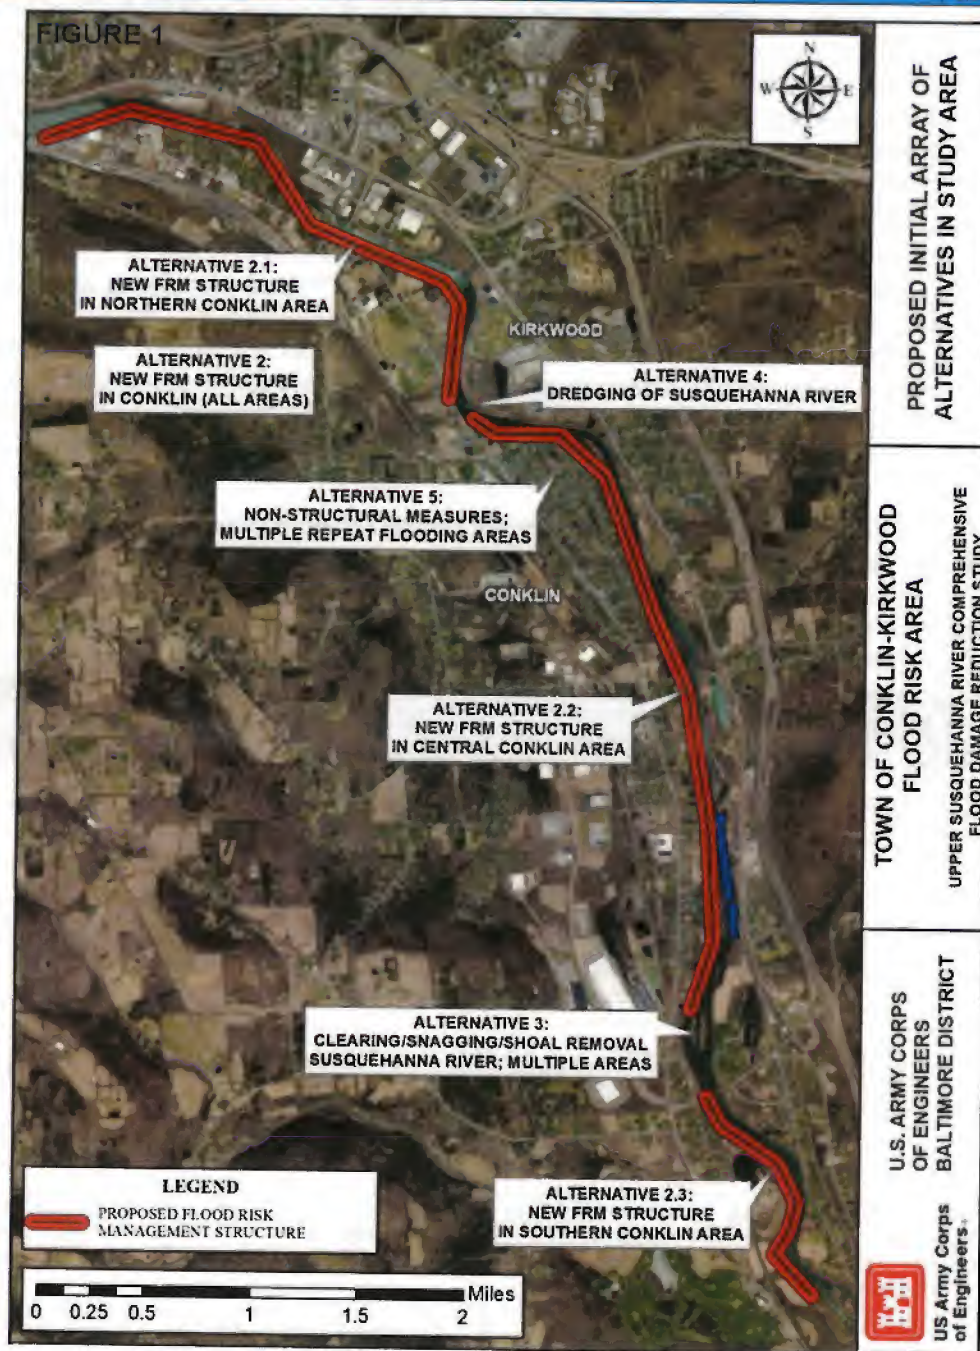 FIGURE 1
N
W
E
S
ALTERNATIVE 2.1:
NEW FRM STRUCTURE
IN NORTHERN CONKLIN AREA
KIRKWOOD
ALTERNATIVE 2:
NEW FRM STRUCTURE
IN CONKLIN (ALL AREAS)
ALTERNATIVE 4:
DREDGING OF SUSQUEHANNA RIVER
ALTERNATIVE 5:
NON-STRUCTURAL MEASURES;
MULTIPLE REPEAT FLOODING AREAS
CONKLIN
ALTERNATIVE 2.2:
NEW FRM STRUCTURE
IN CENTRAL CONKLIN AREA
ALTERNATIVE 3:
CLEARING/SNAGGING/SHOAL REMOVAL
SUSQUEHANNA RIVER; MULTIPLE AREAS
ALTERNATIVE 2.3:
NEW FRM STRUCTURE
IN SOUTHERN CONKLIN AREA
LEGEND
PROPOSED FLOOD RISK
MANAGEMENT STRUCTURE
Miles
0 0.25 0.5 1 1.5 2
PROPOSED INITIAL ARRAY OF
ALTERNATIVES IN STUDY AREA
TOWN OF CONKLIN-KIRKWOOD
FLOOD RISK AREA
UPPER SUSQUEHANNA RIVER COMPREHENSIVE
FLOOD DAMAGE REDUCTION STUDY
U.S. ARMY CORPS
OF ENGINEERS
BALTIMORE DISTRICT
US Army Corps
of Engineers